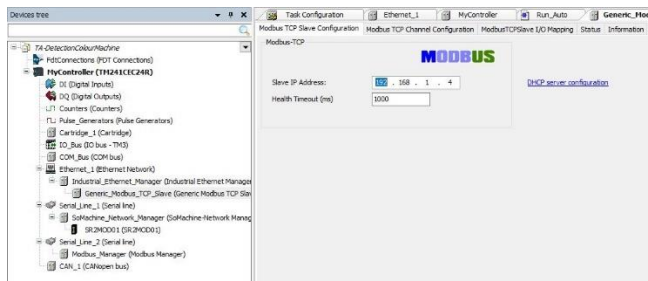 Devices tree
TA-DetectionColourMachine
FdtConnections (FDT Connections)
MyController (TM241CEC24R)
DI (Digital Inputs)
DQ (Digital Outputs)
Counters (Counters)
Pulse_Generators (Pulse Generators)
Cartridge_1 (Cartridge)
IO_Bus (IO bus - TM3)
COM_Bus (COM bus)
Ethernet_1 (Ethernet Network)
Industrial_Ethernet_Manager (Industrial Ethernet Manager
Generic_Modbus_TCP_Slave (Generic Modbus TCP Slav
Serial_Line_1 (Serial line)
SoMachine_Network_Manager (SoMachine-Network Manag
SR2MOD01 (SR2MOD01)
Serial_Line_2 (Serial line)
Modbus_Manager (Modbus Manager)
CAN_1 (CANopen bus)
Task Configuration Ethernet_1 MyController Run_Auto Generic_Mod
Modbus TCP Slave Configuration Modbus TCP Channel Configuration ModbusTCPSlave I/O Mapping Status Information
Modbus-TCP
MODBUS
Slave IP Address: 192 . 168 . 1 . 4 DHCP server configuration
Health Timeout (ms) 1000